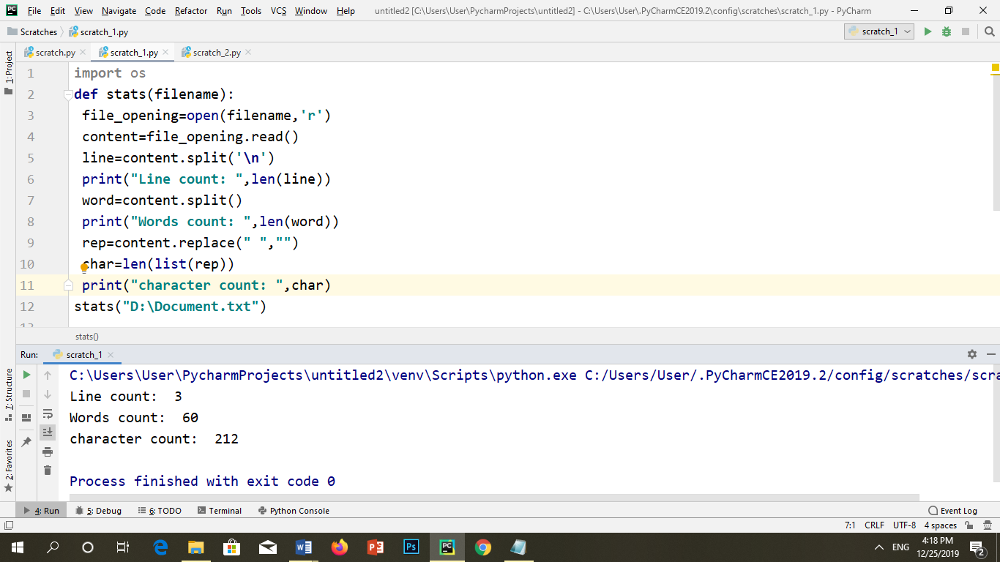 File Edit View Navigate Code Refactor Run Tools VCS Window Help untitled2 [C:\Users\User\PycharmProjects\untitled2] - C:\Users\User\.PyCharmCE2019.2\config\scratches\scratch_1.py - PyCharm
Scratches scratch_1.py scratch_1
scratch.py scratch_1.py scratch_2.py
1: Project
1 import os
2 def stats(filename):
3 file_opening=open(filename,'r')
4 content=file_opening.read()
5 line=content.split('\n')
6 print("Line count: ",len(line))
7 word=content.split()
8 print("Words count: ",len(word))
9 rep=content.replace(" ","")
10 char=len(list(rep))
11 print("character count: ",char)
12 stats("D:\Document.txt")
13
stats()
Run: scratch_1
C:\Users\User\PycharmProjects\untitled2\venv\Scripts\python.exe C:/Users/User/.PyCharmCE2019.2/config/scratches/scra
Line count:  3
Words count:  60
character count:  212
Process finished with exit code 0
7: Structure
2: Favorites
4: Run 5: Debug 6: TODO Terminal Python Console Event Log
7:1 CRLF UTF-8 4 spaces
ENG 4:18 PM
12/25/2019 2